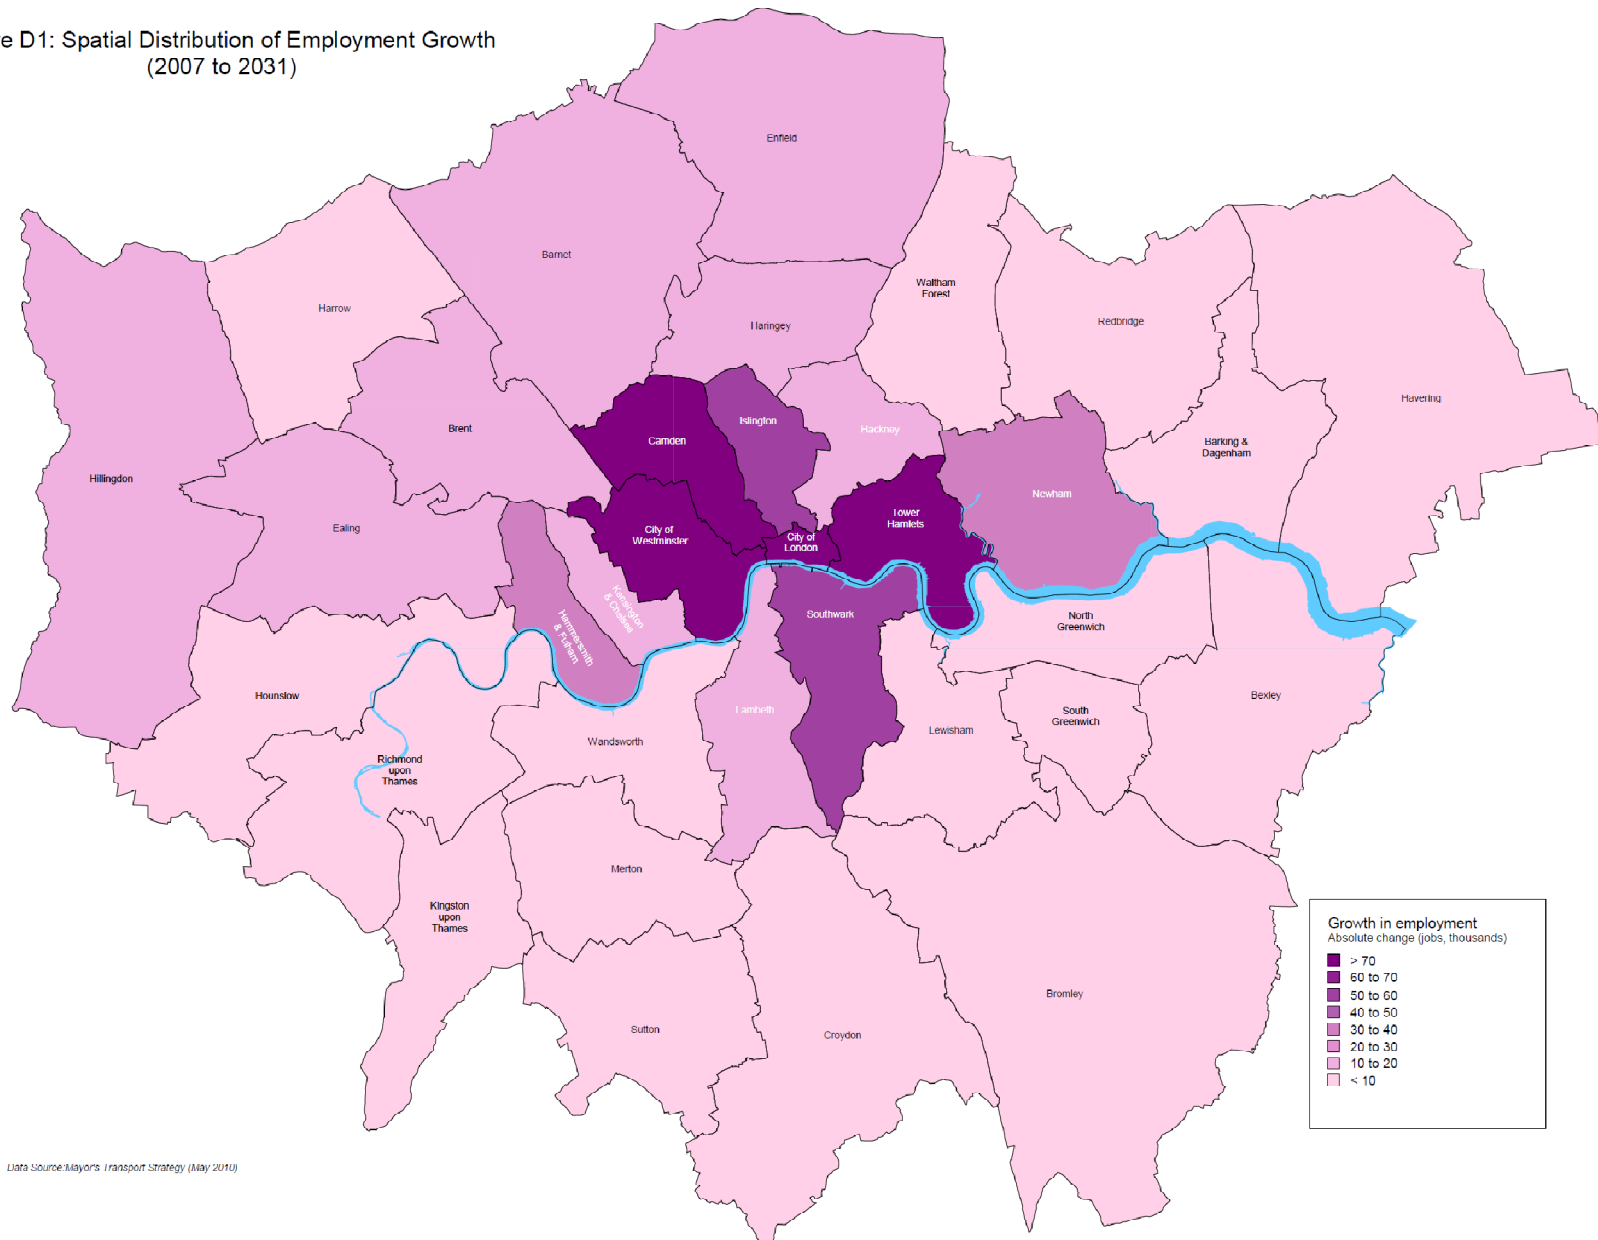 e D1: Spatial Distribution of Employment Growth
(2007 to 2031)
Enfield
Barnet
Waltham
Forest
Harrow
Haringey
Redbridge
Havering
Islington
Camden
Brent
Hackney
Barking &
Dagenham
Hillingdon
Newham
Ealing
City of
Westminster
City of
London
Tower
Hamlets
Kensington
& Chelsea
Hammersmith
& Fulham
Southwark
North
Greenwich
Hounslow
Bexley
Lambeth
South
Greenwich
Lewisham
Wandsworth
Richmond
upon
Thames
Merton
Kingston
upon
Thames
Bromley
Sutton
Croydon
Growth in employment
Absolute change (jobs, thousands)
> 70
60 to 70
50 to 60
40 to 50
30 to 40
20 to 30
10 to 20
< 10
Data Source:Mayor's Transport Strategy (May 2010)